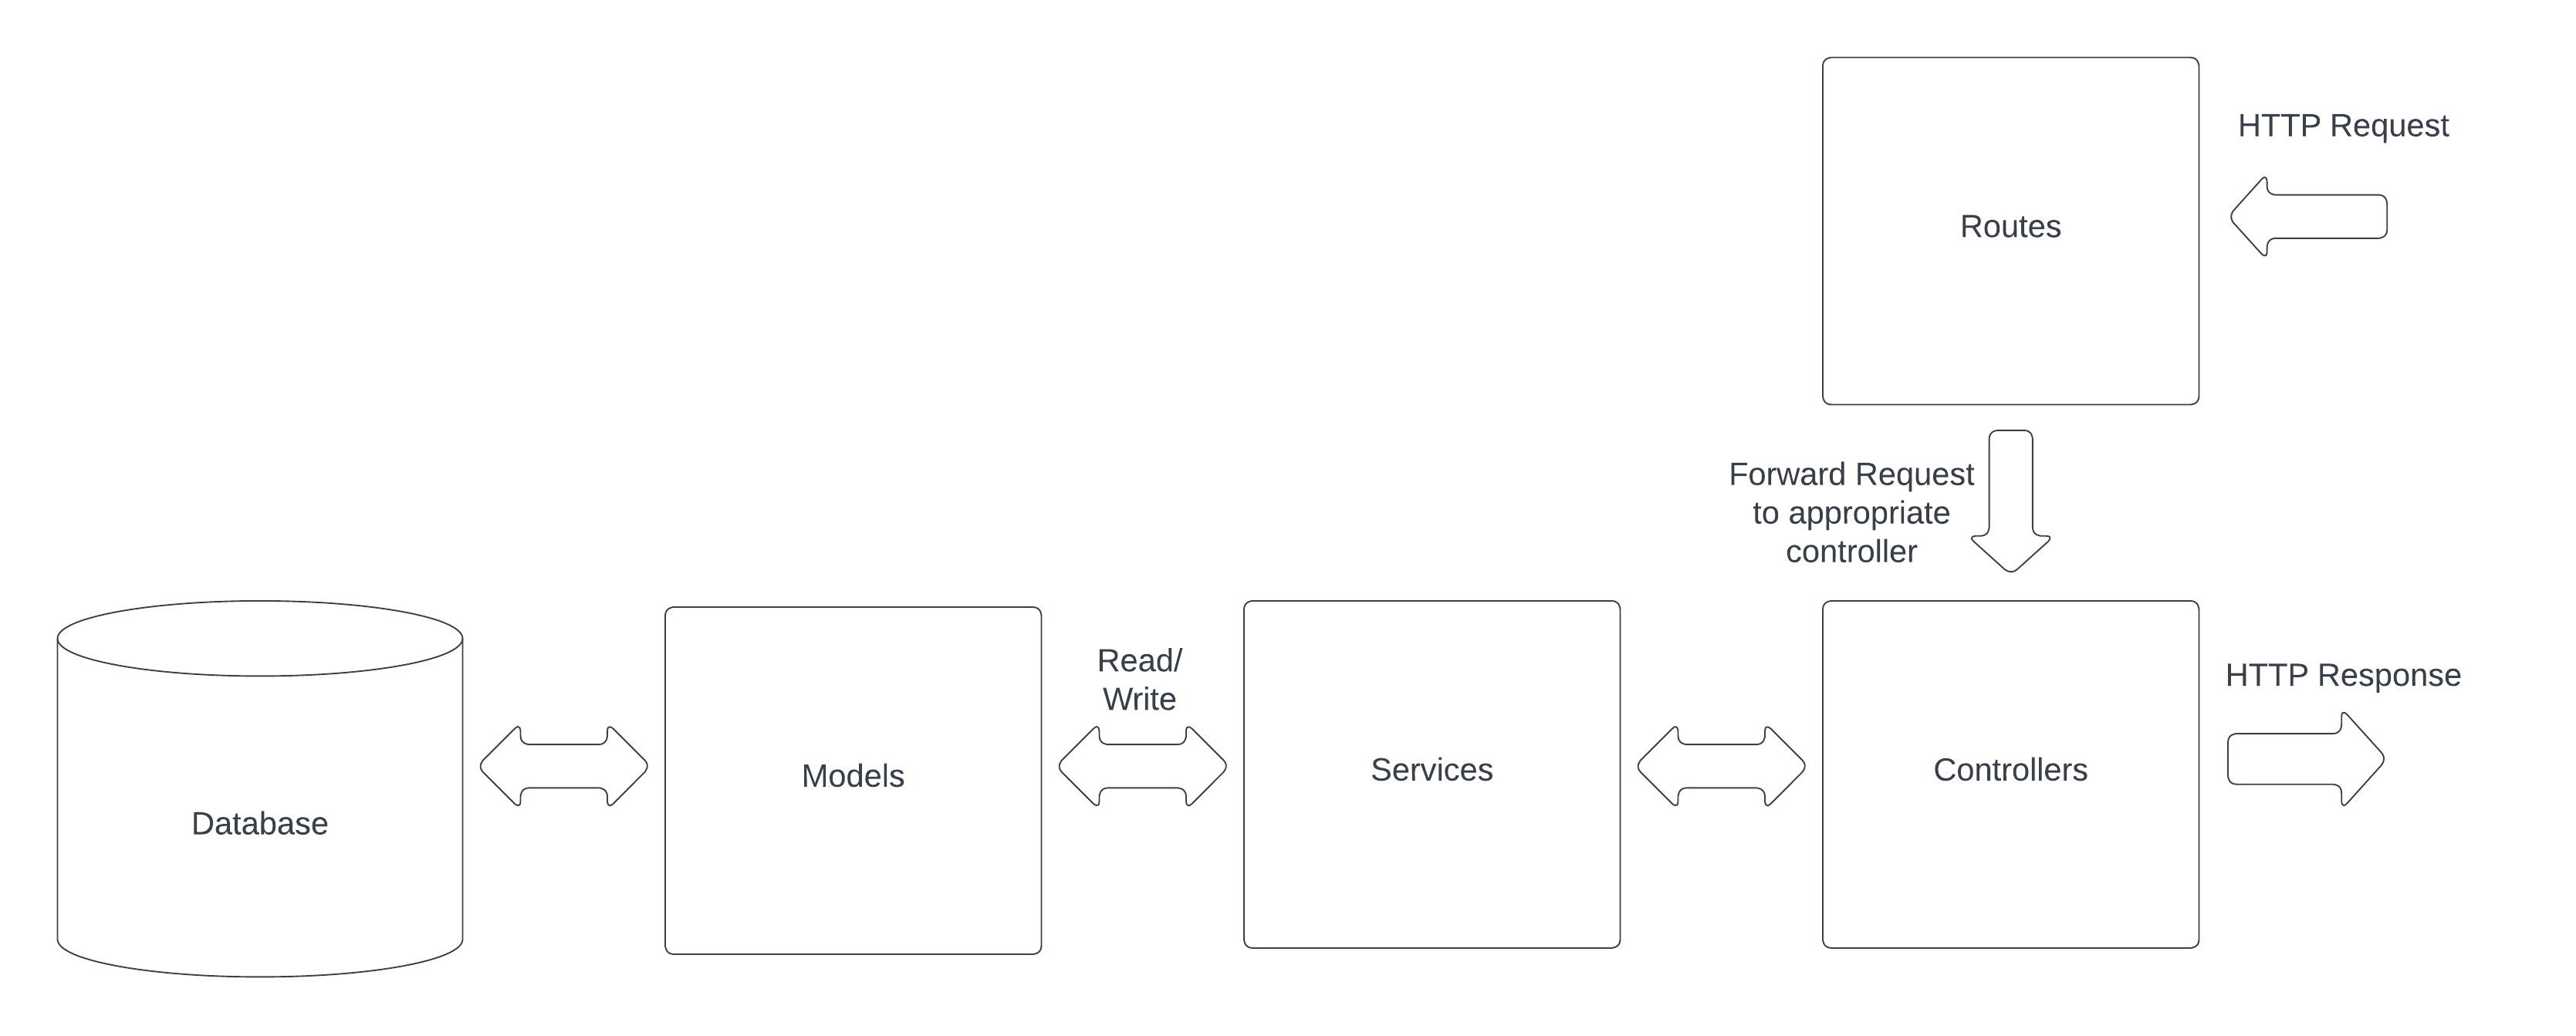 HTTP Request
Routes
Forward Request
to appropriate
controller
Read/
Write
HTTP Response
Database
Models
Services
Controllers